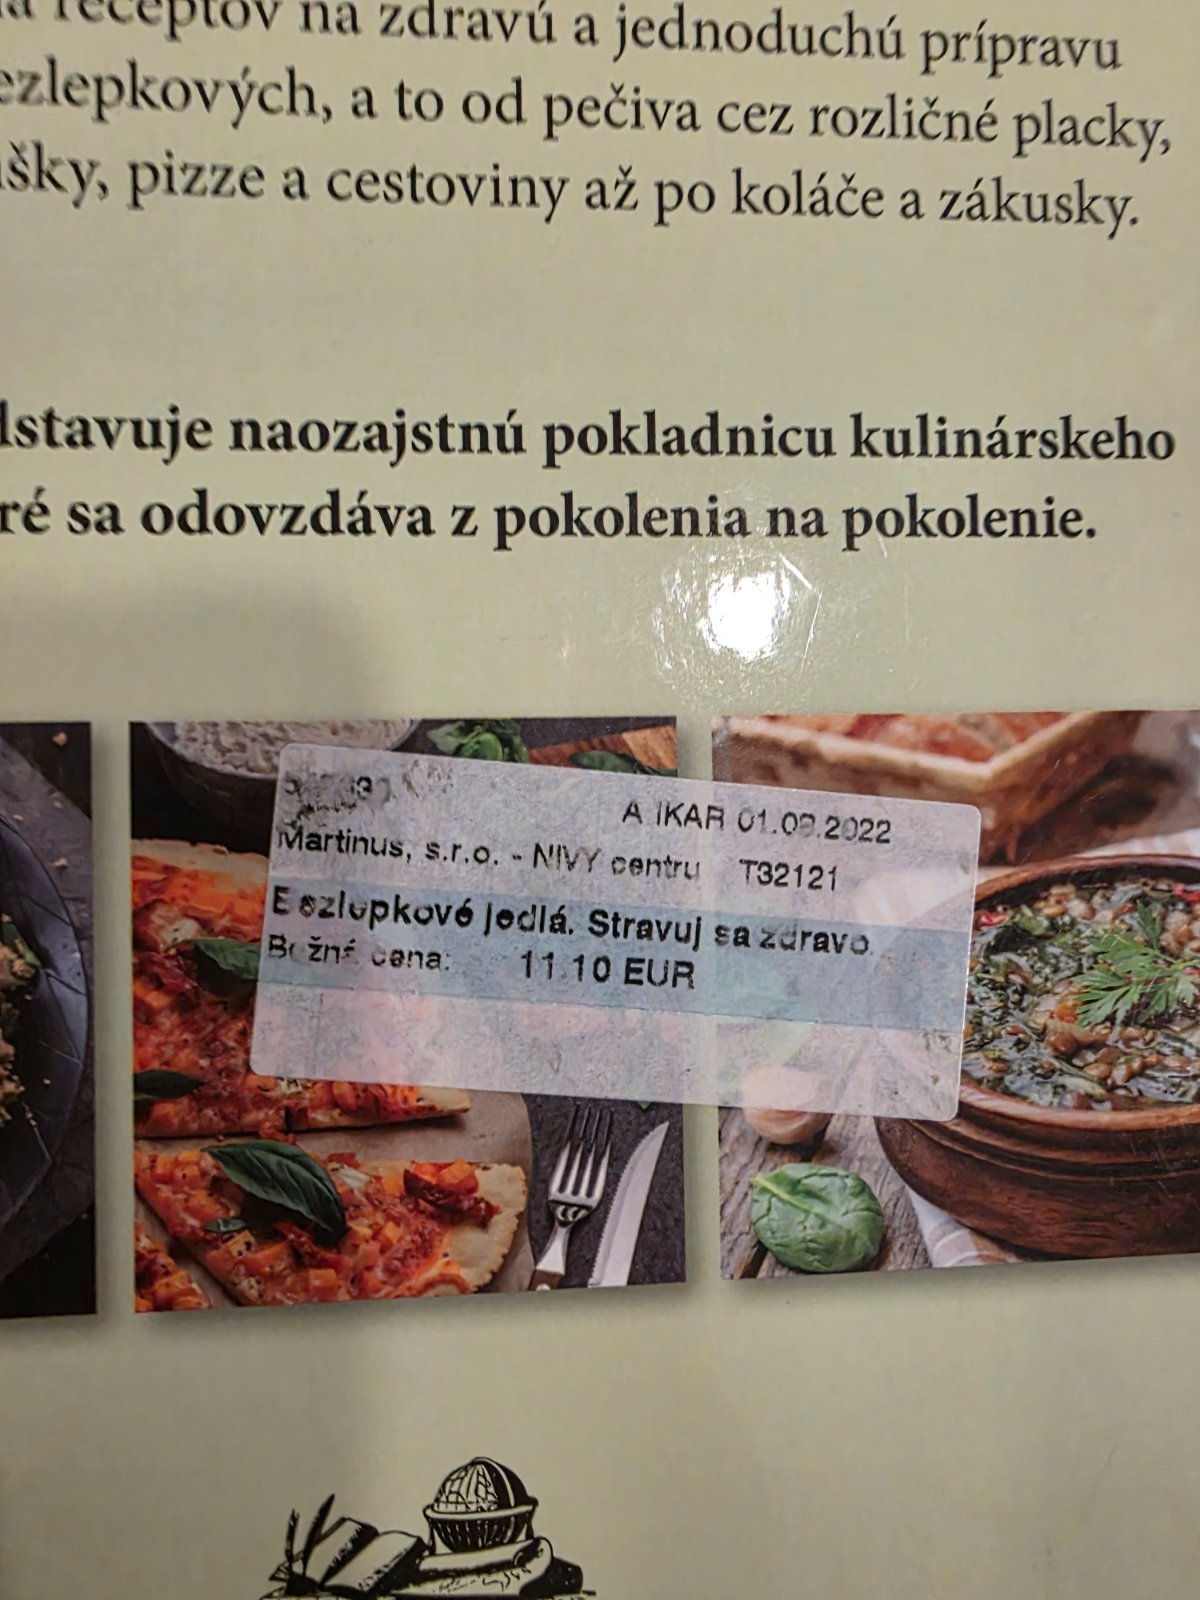 receptov na zdravú a jednoduchú prípravu
ezlepkových, a to od pečiva cez rozličné placky,
šky, pizze a cestoviny až po koláče a zákusky.
dstavuje naozajstnú pokladnicu kulinárskeho
ré sa odovzdáva z pokolenia na pokolenie.
A IKAR 01.09.2022
Martinus, s.r.o. - NIVY centru T32121
Bezlepkové jedlá. Stravuj sa zdravo
Bežná cena: 11.10 EUR